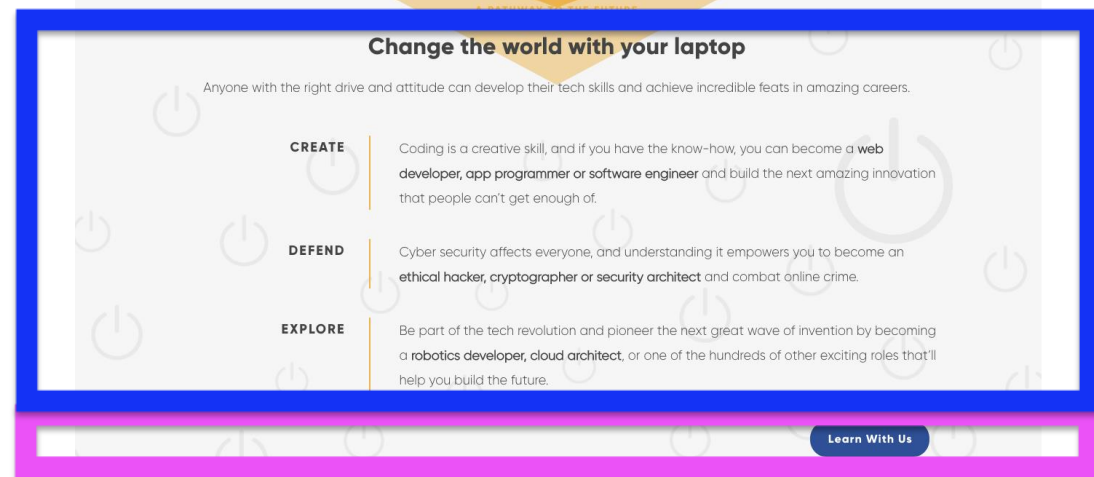 A PATHWAY TO THE FUTURE
Change the world with your laptop
Anyone with the right drive and attitude can develop their tech skills and achieve incredible feats in amazing careers.
CREATE
Coding is a creative skill, and if you have the know-how, you can become a web
developer, app programmer or software engineer and build the next amazing innovation
that people can't get enough of.
DEFEND
Cyber security affects everyone, and understanding it empowers you to become an
ethical hacker, cryptographer or security architect and combat online crime.
EXPLORE
Be part of the tech revolution and pioneer the next great wave of invention by becoming
a robotics developer, cloud architect, or one of the hundreds of other exciting roles that'll
help you build the future.
Learn With Us